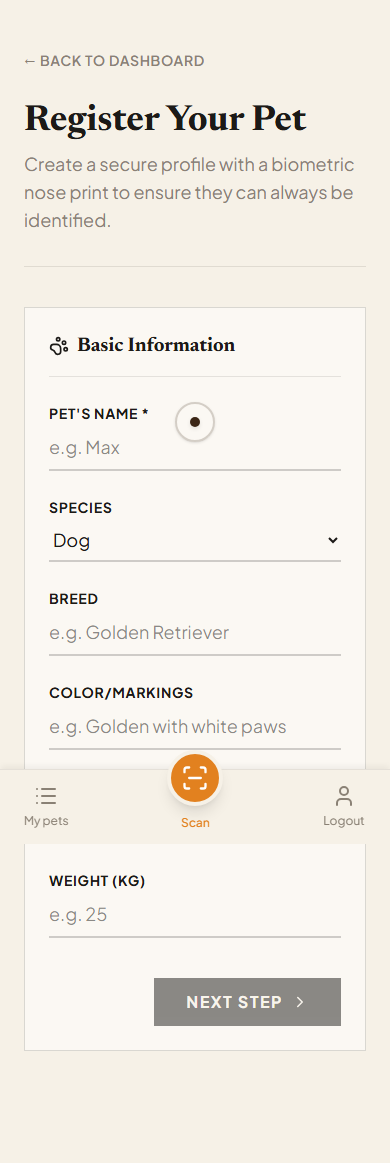 ← BACK TO DASHBOARD
Register Your Pet
Create a secure profile with a biometric
nose print to ensure they can always be
identified.
Basic Information
PET'S NAME *
e.g. Max
SPECIES
Dog
BREED
e.g. Golden Retriever
COLOR/MARKINGS
e.g. Golden with white paws
My pets
Scan
Logout
WEIGHT (KG)
e.g. 25
NEXT STEP